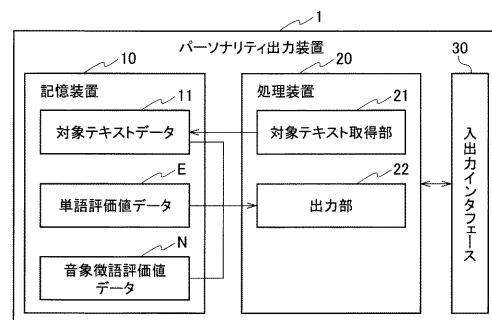 1
パーソナリティ出力装置
10
記憶装置
11
対象テキストデータ
E
単語評価値データ
N
音象徴語評価値
データ
20
処理装置
21
対象テキスト取得部
22
出力部
30
入出力インタフェース